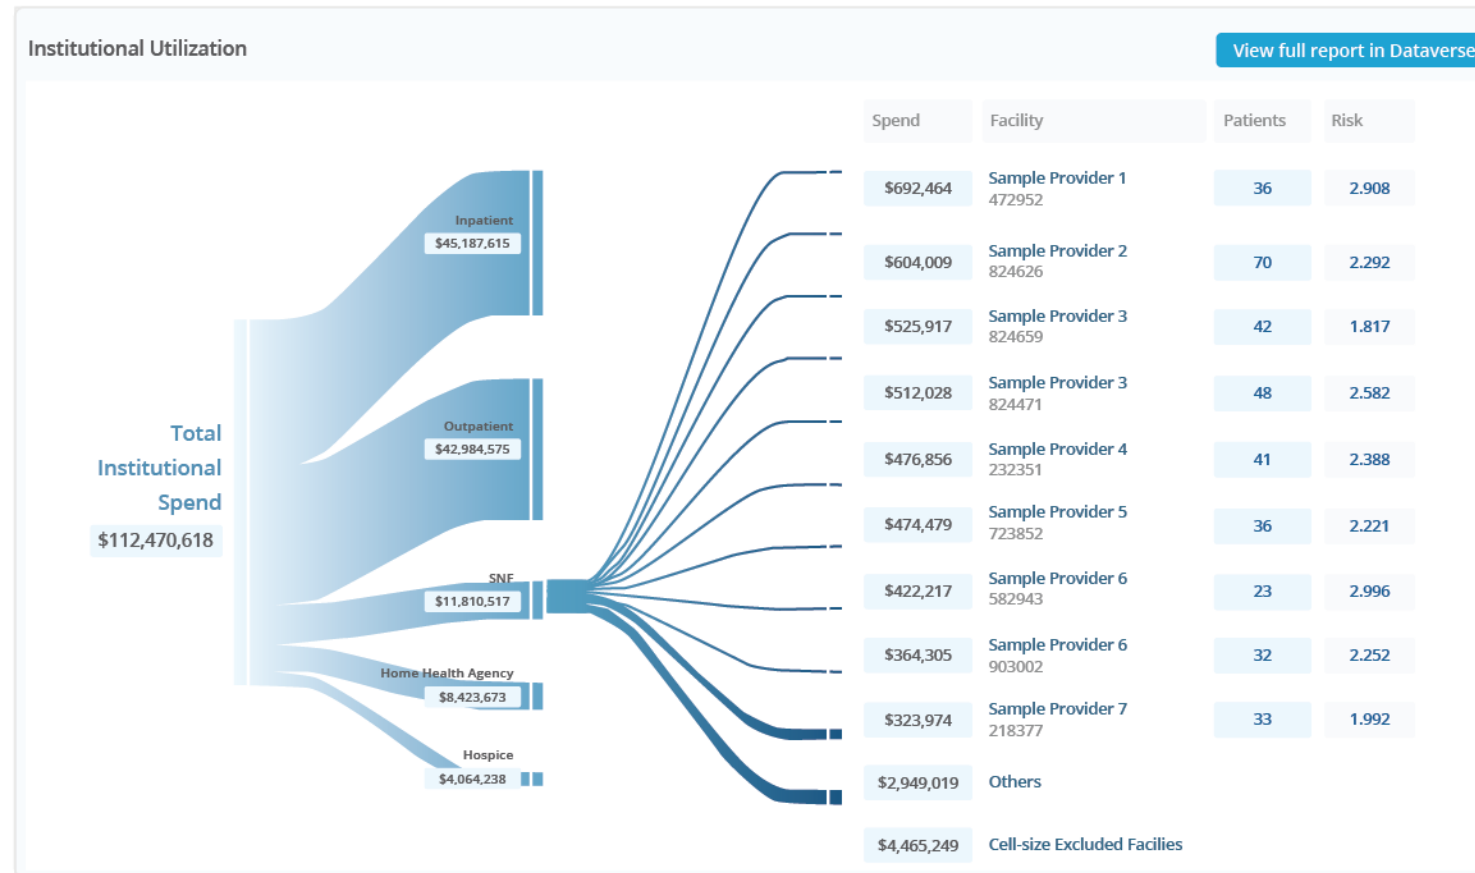 Institutional Utilization
View full report in Dataverse
Spend Facility Patients Risk
Inpatient
$45,187,615
Outpatient
$42,984,575
Total
Institutional
Spend
$112,470,618
SNF
$11,810,517
Home Health Agency
$8,423,673
Hospice
$4,064,238
$692,464 Sample Provider 1 36 2.908
472952
$604,009 Sample Provider 2 70 2.292
824626
$525,917 Sample Provider 3 42 1.817
824659
$512,028 Sample Provider 3 48 2.582
824471
$476,856 Sample Provider 4 41 2.388
232351
$474,479 Sample Provider 5 36 2.221
723852
$422,217 Sample Provider 6 23 2.996
582943
$364,305 Sample Provider 6 32 2.252
903002
$323,974 Sample Provider 7 33 1.992
218377
$2,949,019 Others
$4,465,249 Cell-size Excluded Facilies